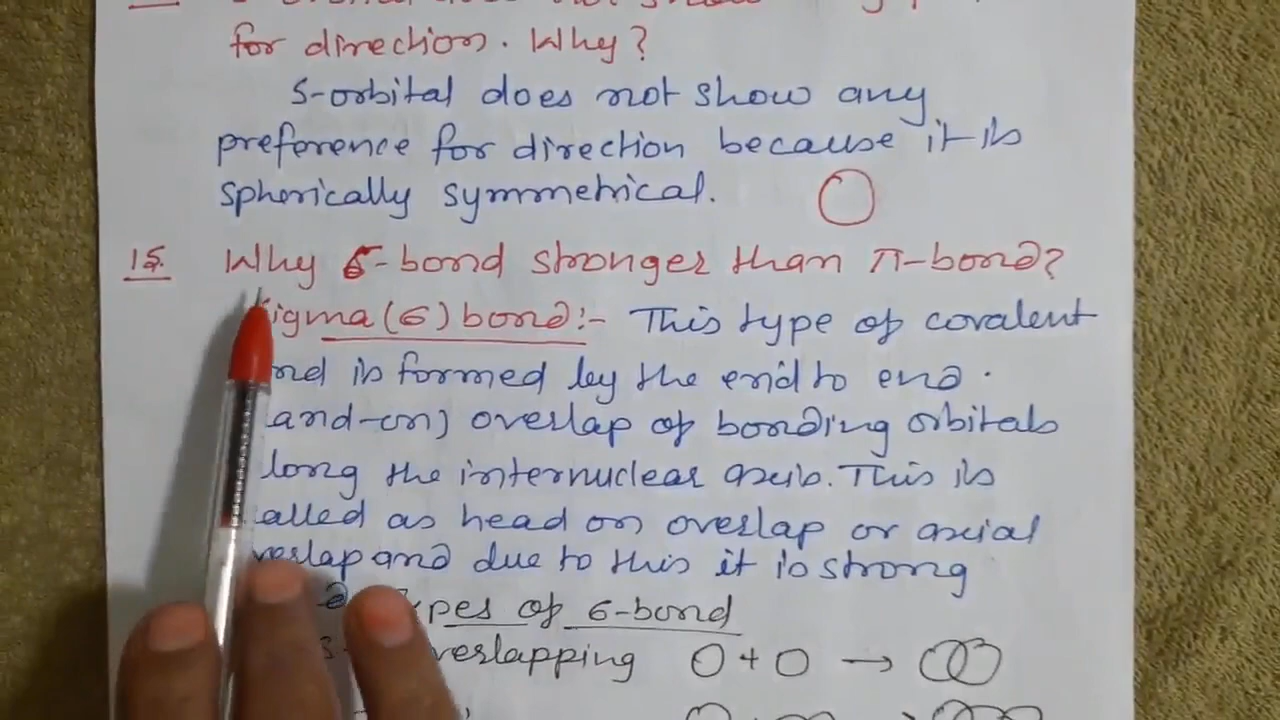 for direction. Why?
S-orbital does not show any
preference for direction because it is
spherically symmetrical.
15. Why σ-bond stronger than π-bond?
sigma (σ) bond:- This type of covalent
nd is formed by the end to end.
and-on) overlap of bonding orbitals
long the internuclear axis. This is
alled as head on overlap or axial
verlap and due to this it is strong
ypes of σ-bond
verlapping O + O →